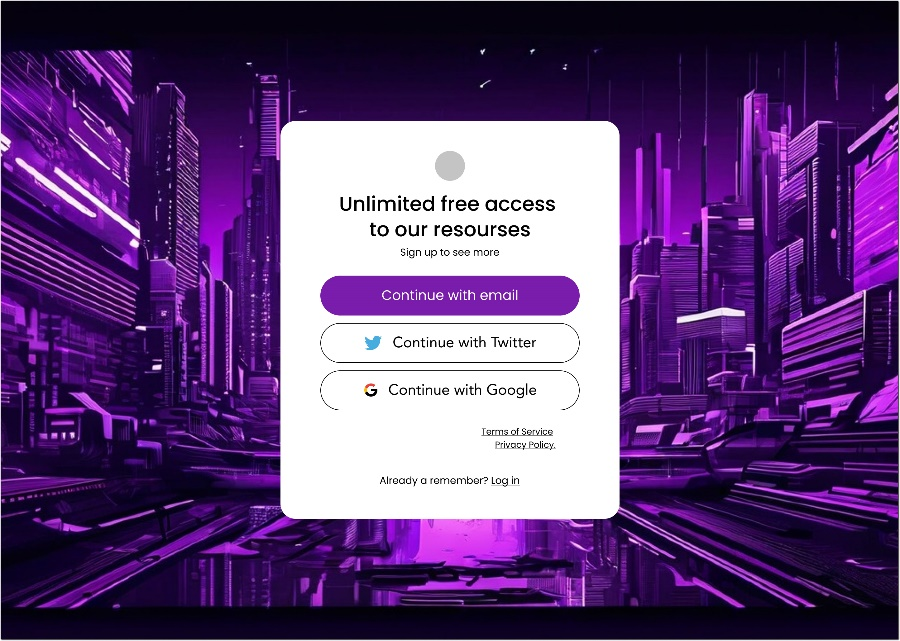 Unlimited free access
to our resourses
Sign up to see more
Continue with email
Continue with Twitter
Continue with Google
Terms of Service
Privacy Policy.
Already a remember? Log in